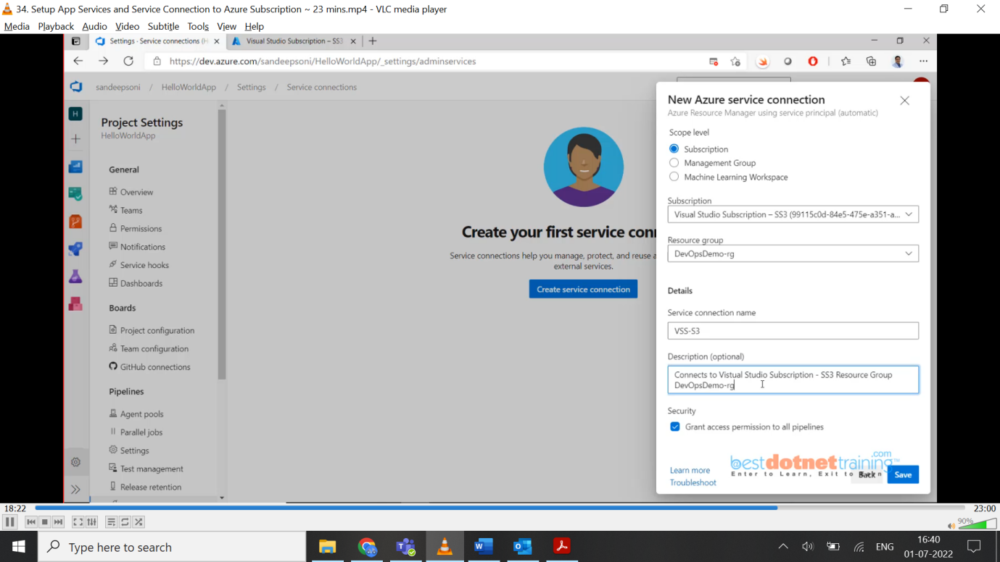 34. Setup App Services and Service Connection to Azure Subscription ~ 23 mins.mp4 - VLC media player
Media Playback Audio Video Subtitle Tools View Help
Settings - Service connections (H
Visual Studio Subscription – SS3
https://dev.azure.com/sandeepsoni/HelloWorldApp/_settings/adminservices
sandeepsoni / HelloWorldApp / Settings / Service connections
H
Project Settings
HelloWorldApp
General
Overview
Teams
Permissions
Notifications
Service hooks
Dashboards
Boards
Project configuration
Team configuration
GitHub connections
Pipelines
Agent pools
Parallel jobs
Settings
Test management
Release retention
Create your first service conn
Service connections help you manage, protect, and reuse a
external services.
Create service connection
New Azure service connection
Azure Resource Manager using service principal (automatic)
Scope level
Subscription
Management Group
Machine Learning Workspace
Subscription
Visual Studio Subscription – SS3 (99115c0d-84e5-475e-a351-a...
Resource group
DevOpsDemo-rg
Details
Service connection name
VSS-S3
Description (optional)
Connects to Vistual Studio Subscription - SS3 Resource Group
DevOpsDemo-rg
Security
Grant access permission to all pipelines
bestdotnettraining.com™
Enter to Learn, Exit to
Learn more
Troubleshoot
Back
Save
18:22
23:00
90%
Type here to search
ENG
16:40
01-07-2022